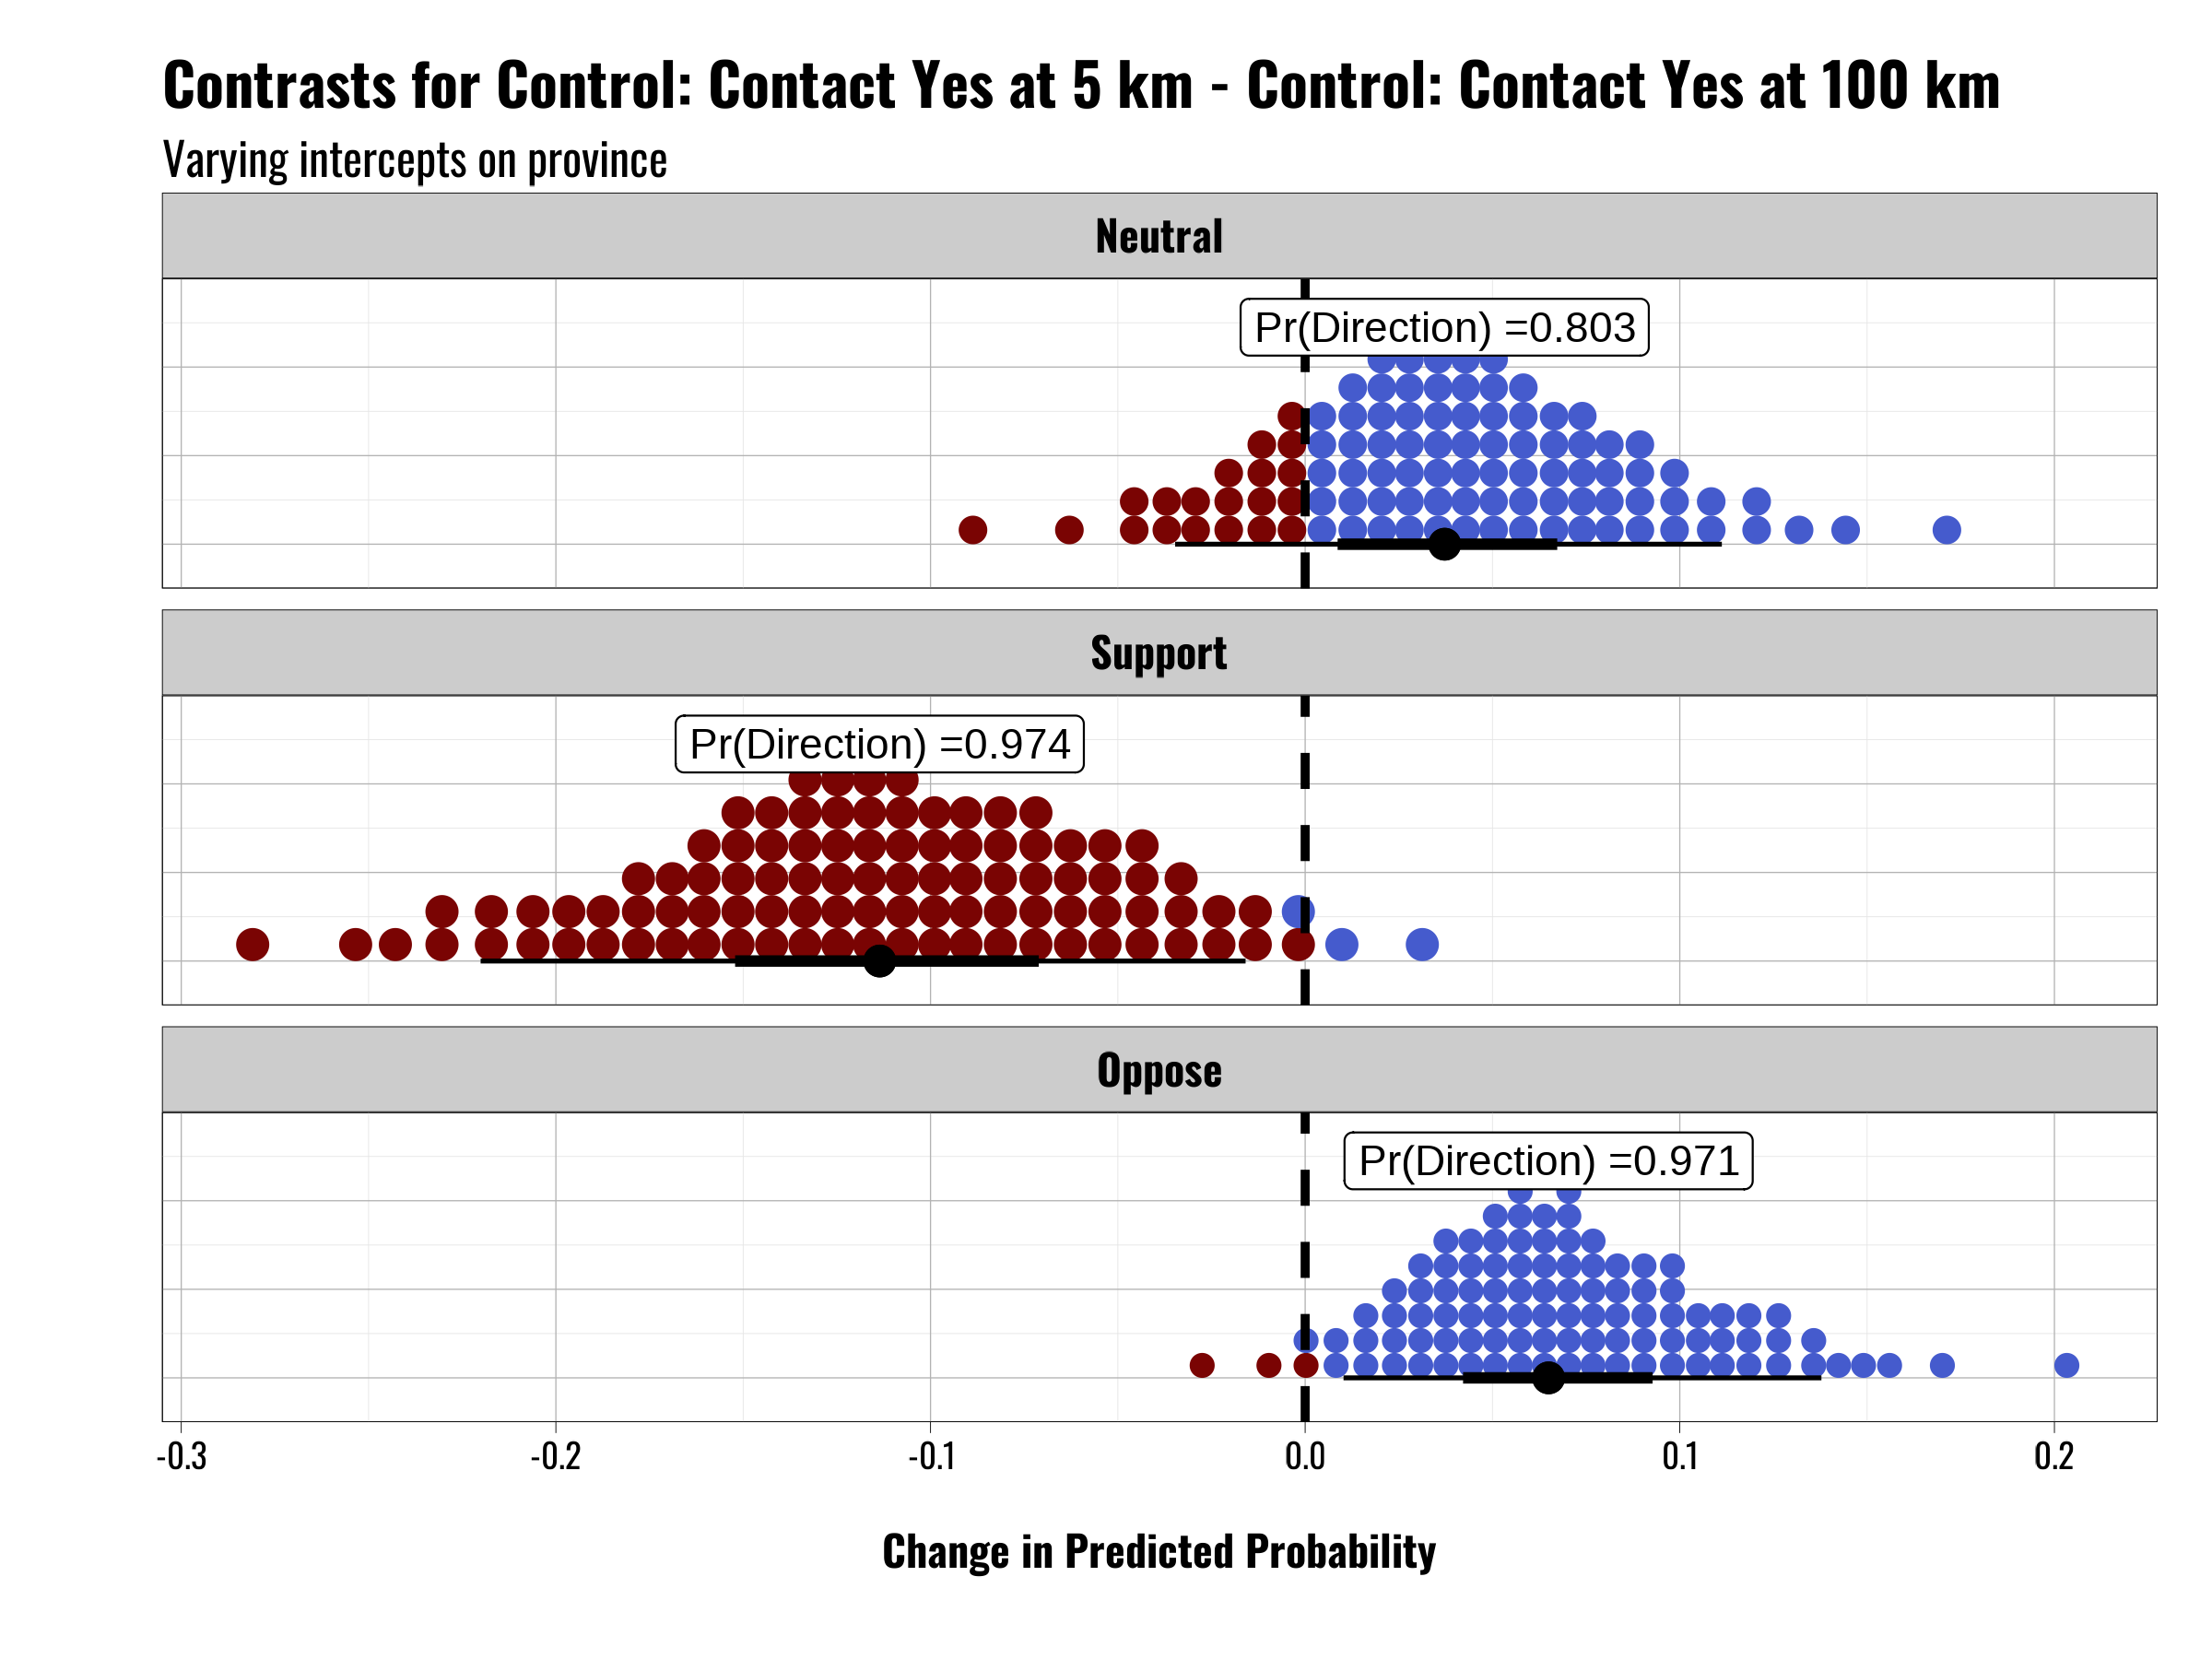 Contrasts for Control: Contact Yes at 5 km - Control: Contact Yes at 100 km
Varying intercepts on province
Neutral
Pr(Direction) =0.803
Support
Pr(Direction) =0.974
Oppose
Pr(Direction) =0.971
-0.3 -0.2 -0.1 0.0 0.1 0.2
Change in Predicted Probability